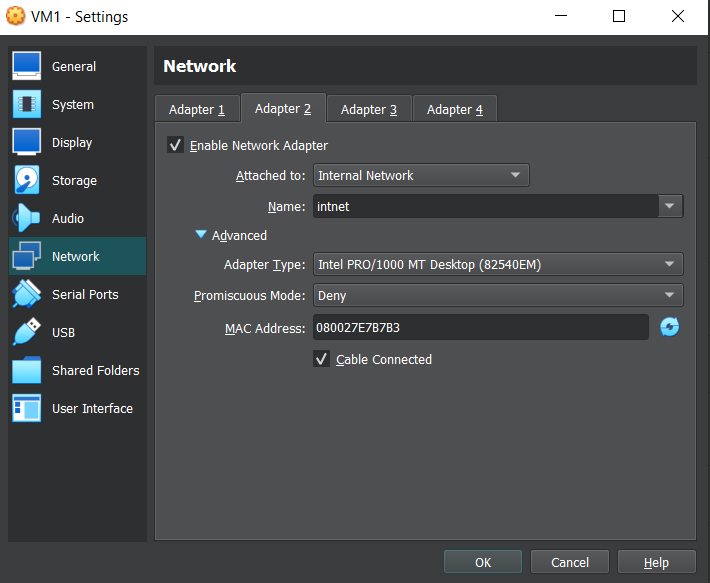 VM1 - Settings
General
System
Display
Storage
Audio
Network
Serial Ports
USB
Shared Folders
User Interface
Network
Adapter 1 Adapter 2 Adapter 3 Adapter 4
Enable Network Adapter
Attached to: Internal Network
Name: intnet
Advanced
Adapter Type: Intel PRO/1000 MT Desktop (82540EM)
Promiscuous Mode: Deny
MAC Address: 080027E7B7B3
Cable Connected
OK Cancel Help